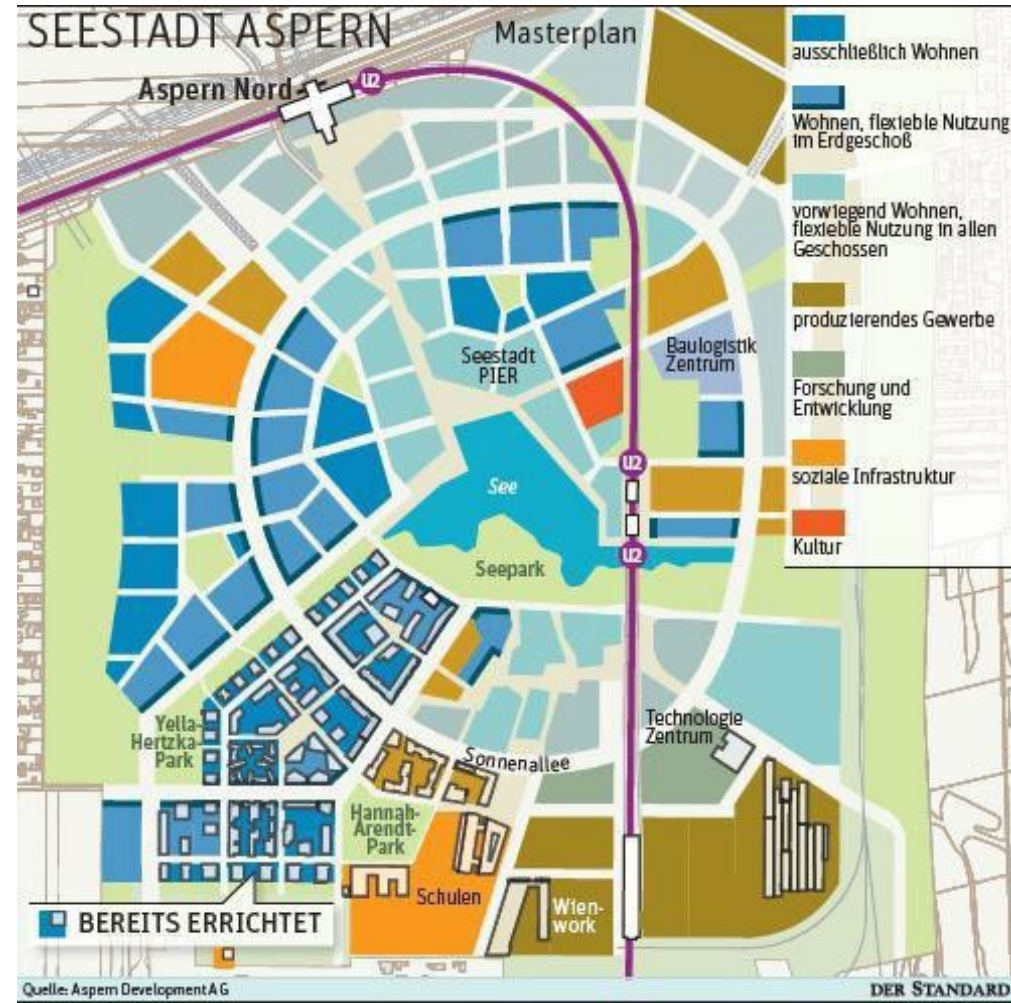 SEESTADT ASPERN
Masterplan
Aspern Nord
U2
ausschließlich Wohnen
Wohnen, flexieble Nutzung
im Erdgeschoß
vorwiegend Wohnen,
flexieble Nutzung in allen
Geschossen
produzierendes Gewerbe
Forschung und
Entwicklung
soziale Infrastruktur
Kultur
Seestadt
PIER
Baulogistik
Zentrum
U2
See
U2
Seepark
Yella-
Hertzka-
Park
Technologie
Zentrum
Sonnenallee
Hannah-
Arendt-
Park
Schulen
Wien-
work
BEREITS ERRICHTET
Quelle: Aspern Development AG
DER STANDARD